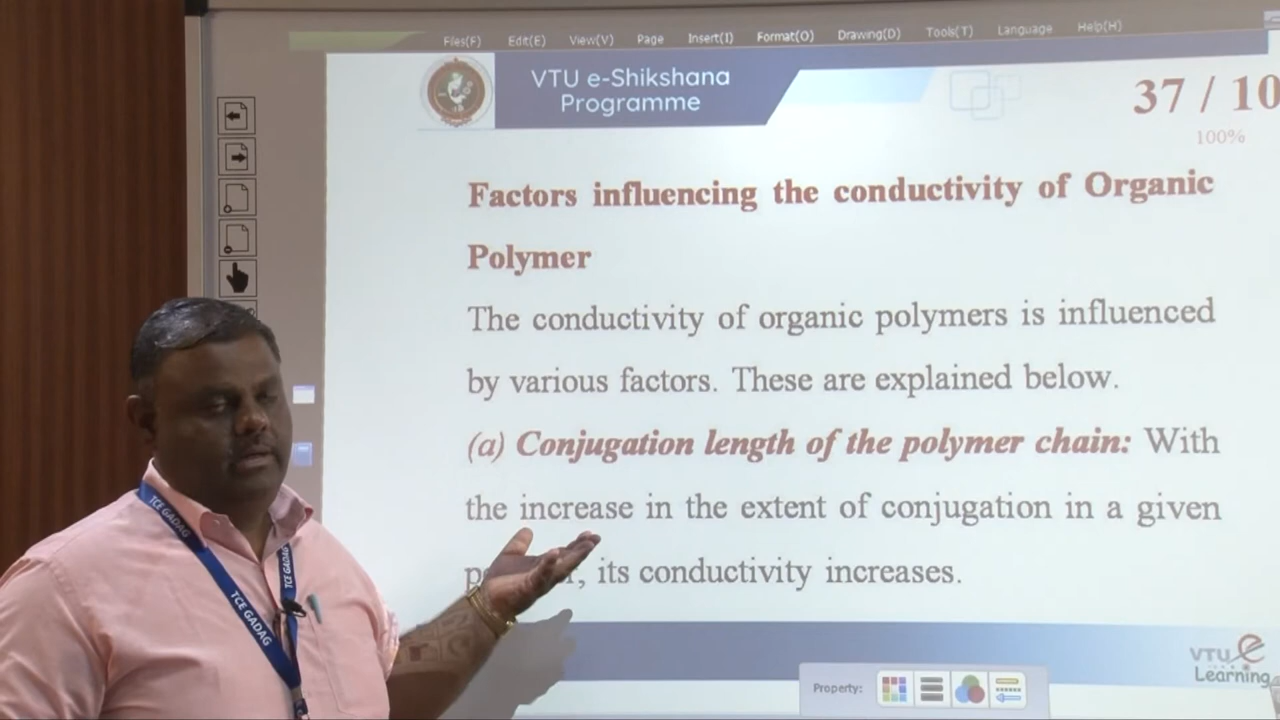 Files(F) Edit(E) View(V) Page Insert(I) Format(O) Drawing(D) Tools(T) Language Help(H)
VTU e-Shikshana
Programme
37 / 10
100%
Factors influencing the conductivity of Organic
Polymer
The conductivity of organic polymers is influenced
by various factors. These are explained below.
(a) Conjugation length of the polymer chain: With
the increase in the extent of conjugation in a given
its conductivity increases.
TCE GADAG
TCE GADAG
TCE GADAG
VTU e
Learning
Property: